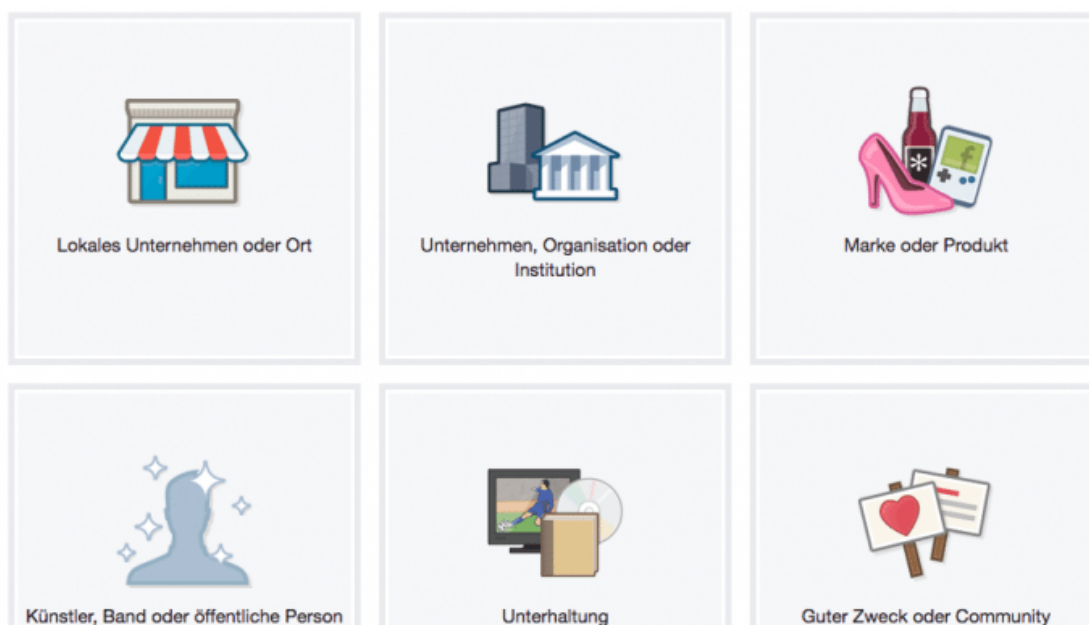 Lokales Unternehmen oder Ort
Unternehmen, Organisation oder
Institution
Marke oder Produkt
Künstler, Band oder öffentliche Person
Unterhaltung
Guter Zweck oder Community